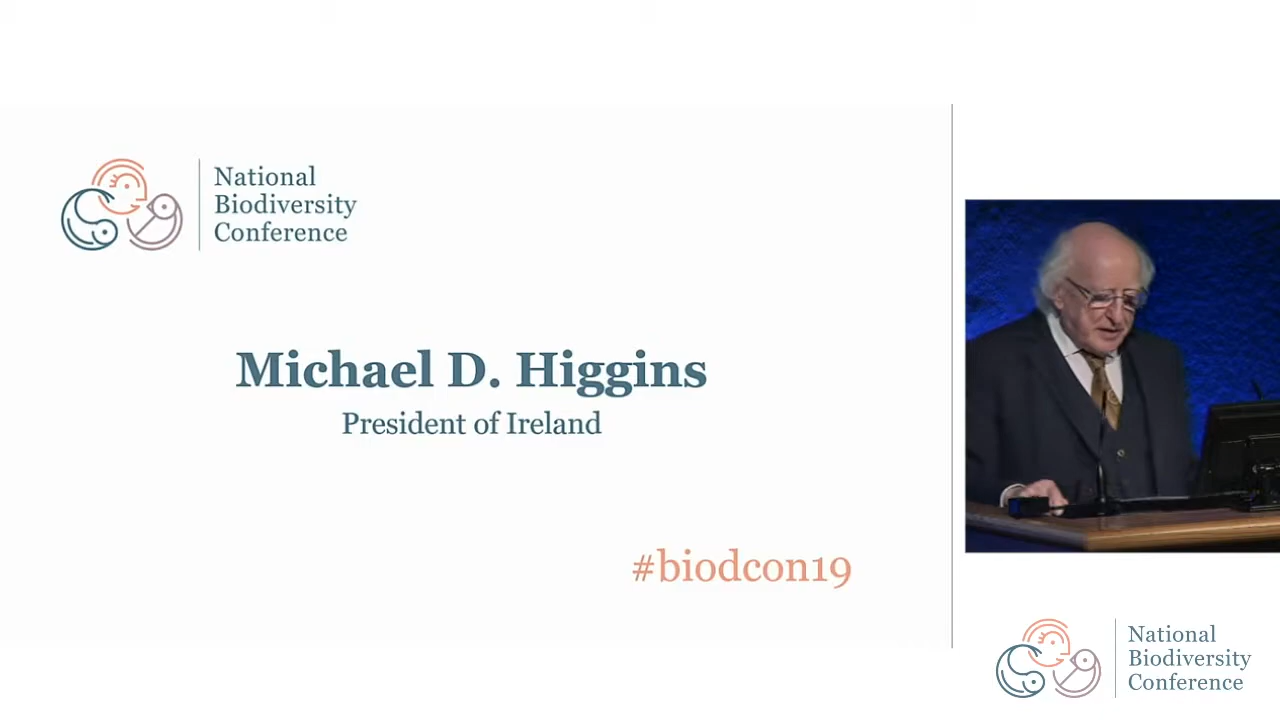 National
Biodiversity
Conference
Michael D. Higgins
President of Ireland
#biodcon19
National
Biodiversity
Conference